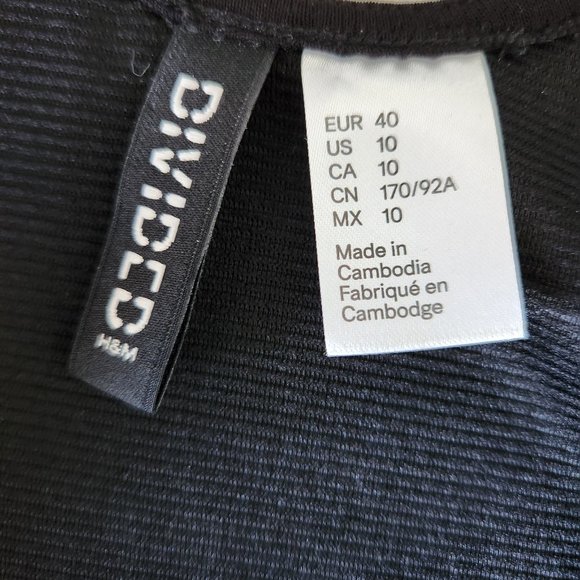 DIVIDED
H&M
EUR 40
US 10
CA 10
CN 170/92A
MX 10
Made in
Cambodia
Fabriqué en
Cambodge